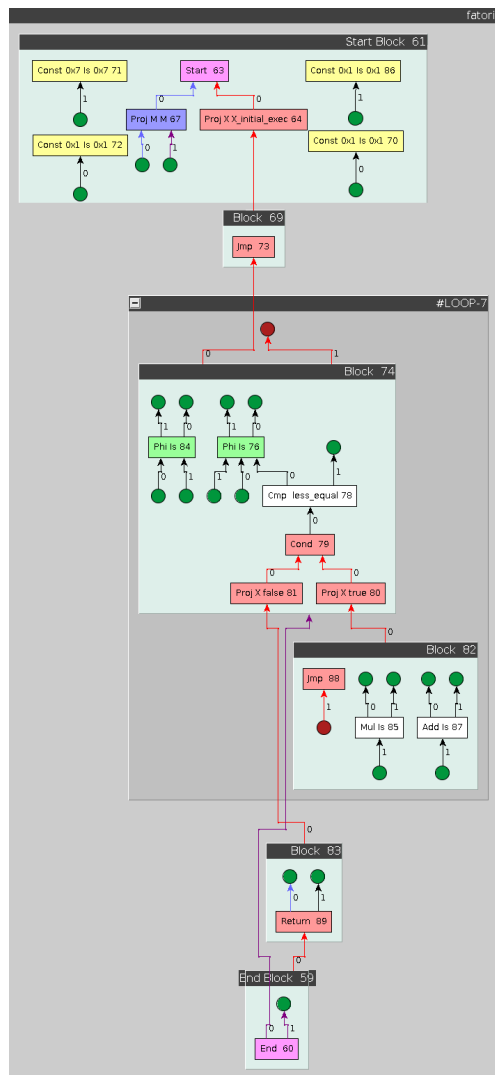 fatori
Start Block 61
Const 0x7 Is 0x7 71
Start 63
Const 0x1 Is 0x1 86
1
0
0
1
Proj M M 67
Proj X X_initial_exec 64
Const 0x1 Is 0x1 72
Const 0x1 Is 0x1 70
0
1
0
0
Block 69
Jmp 73
#LOOP-7
0
1
Block 74
1
0
1
0
Phi Is 84
Phi Is 76
0
1
1
0
0
1
Cmp less_equal 78
0
Cond 79
0
0
Proj X false 81
Proj X true 80
0
Block 82
Jmp 88
0
1
0
1
1
Mul Is 85
Add Is 87
1
1
0
Block 83
0
1
Return 89
0
End Block 59
0
1
End 60